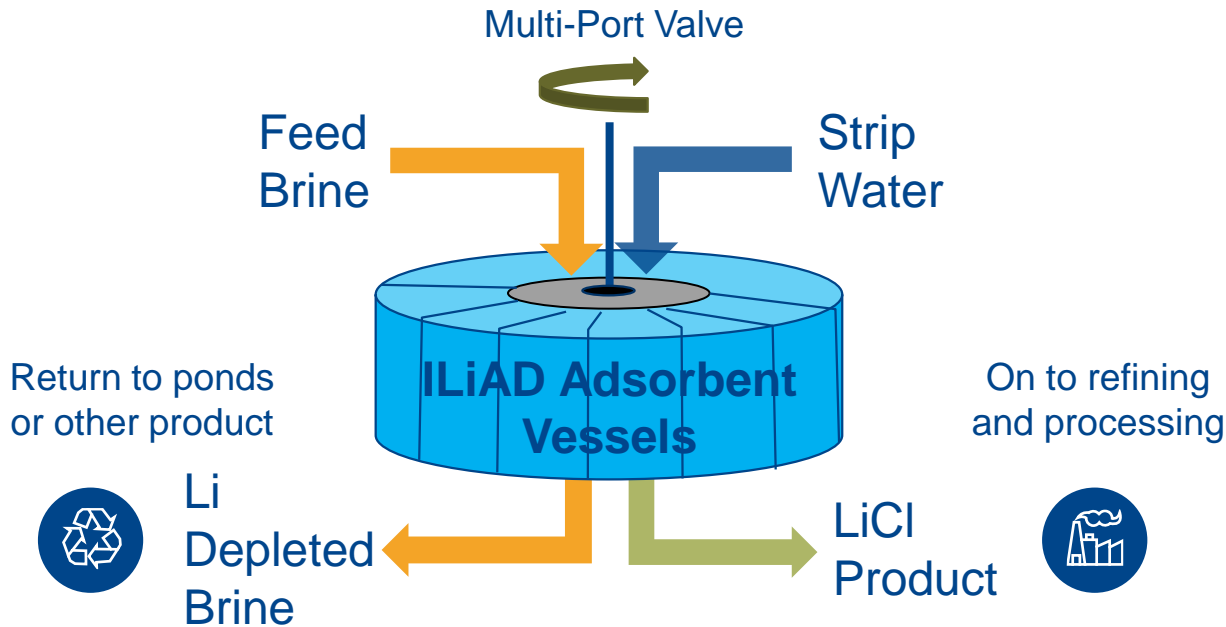 Multi-Port Valve
Feed
Brine
Strip
Water
ILiAD Adsorbent
Vessels
Return to ponds
or other product
On to refining
and processing
Li
Depleted
Brine
LiCl
Product